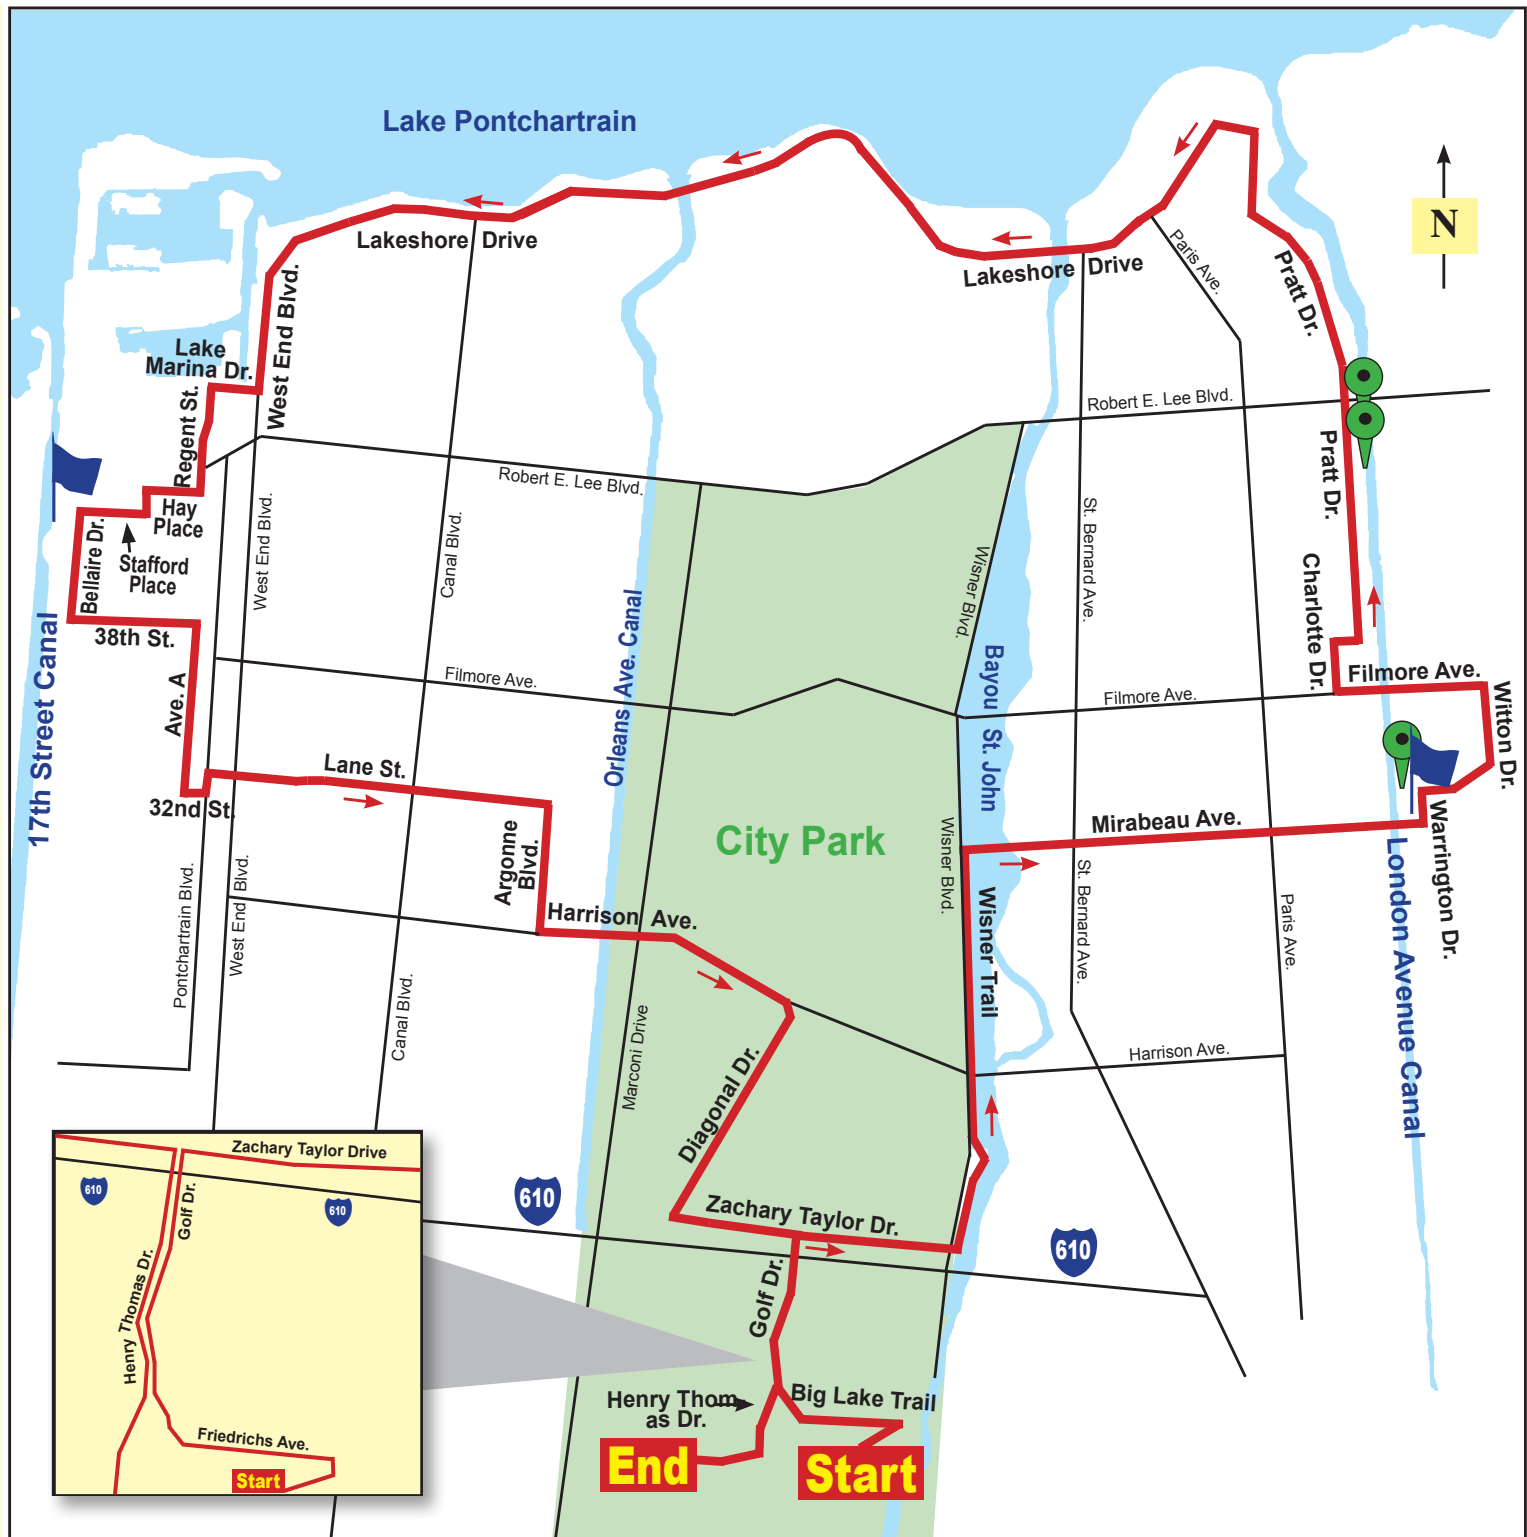 Lake Pontchartrain
N
Lakeshore Drive
Lakeshore Drive
Paris Ave.
Pratt Dr.
West End Blvd.
Lake
Marina Dr.
Regent St.
Robert E. Lee Blvd.
Robert E. Lee Blvd.
Pratt Dr.
Hay
Place
Stafford
Place
Bellaire Dr.
West End Blvd.
Canal Blvd.
Wisner Blvd.
St. Bernard Ave.
Charlotte Dr.
38th St.
17th Street Canal
Orleans Ave. Canal
Bayou St. John
Filmore Ave.
Filmore Ave.
Filmore Ave.
Witton Dr.
Ave. A
Lane St.
32nd St.
City Park
Mirabeau Ave.
Argonne
Blvd.
Wisner Blvd.
Warrington Dr.
London Avenue Canal
Harrison Ave.
Wisner Trail
St. Bernard Ave.
Paris Ave.
Pontchartrain Blvd.
West End Blvd.
Canal Blvd.
Marconi Drive
Harrison Ave.
Diagonal Dr.
Zachary Taylor Dr.
610
610
Golf Dr.
Henry Thom
as Dr.
Big Lake Trail
End
Start
Zachary Taylor Drive
610
610
Golf Dr.
Henry Thomas Dr.
Friedrichs Ave.
Start